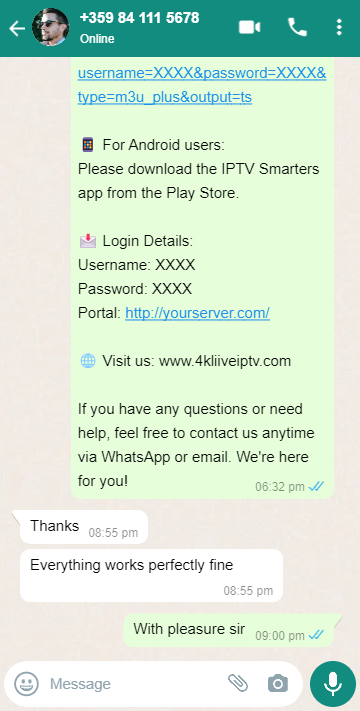 +359 84 111 5678
Online
username=XXXX&password=XXXX&
type=m3u_plus&output=ts
For Android users:
Please download the IPTV Smarters
app from the Play Store.
Login Details:
Username: XXXX
Password: XXXX
Portal: http://yourserver.com/
Visit us: www.4kliiveiptv.com
If you have any questions or need
help, feel free to contact us anytime
via WhatsApp or email. We're here
for you!
06:32 pm
Thanks
08:55 pm
Everything works perfectly fine
08:55 pm
With pleasure sir
09:00 pm
Message